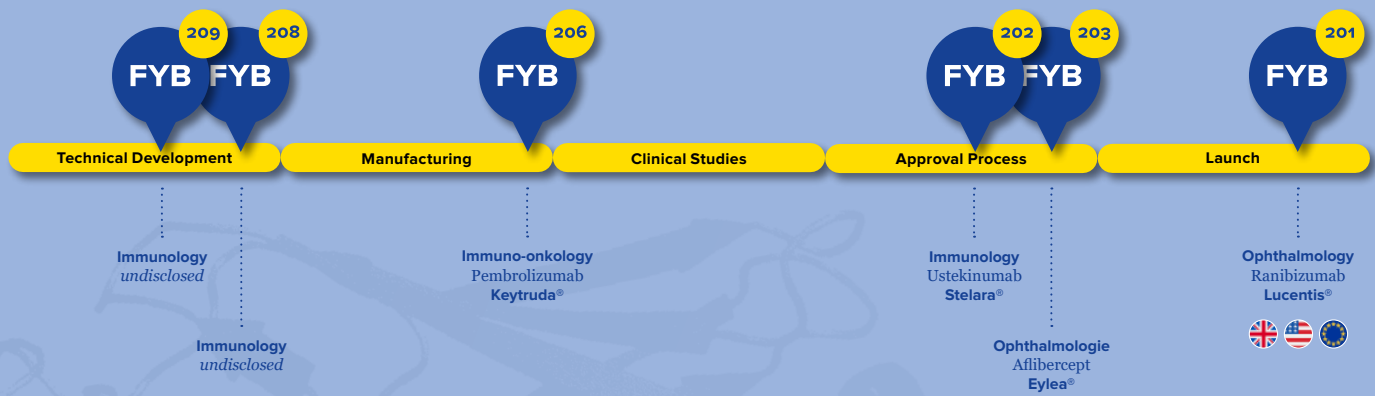 209
FYB
208
FYB
206
FYB
202
FYB
203
FYB
201
FYB
Technical Development
Manufacturing
Clinical Studies
Approval Process
Launch
Immunology
undisclosed
Immunology
undisclosed
Immuno-onkology
Pembrolizumab
Keytruda®
Immunology
Ustekinumab
Stelara®
Ophthalmologie
Aflibercept
Eylea®
Ophthalmology
Ranibizumab
Lucentis®